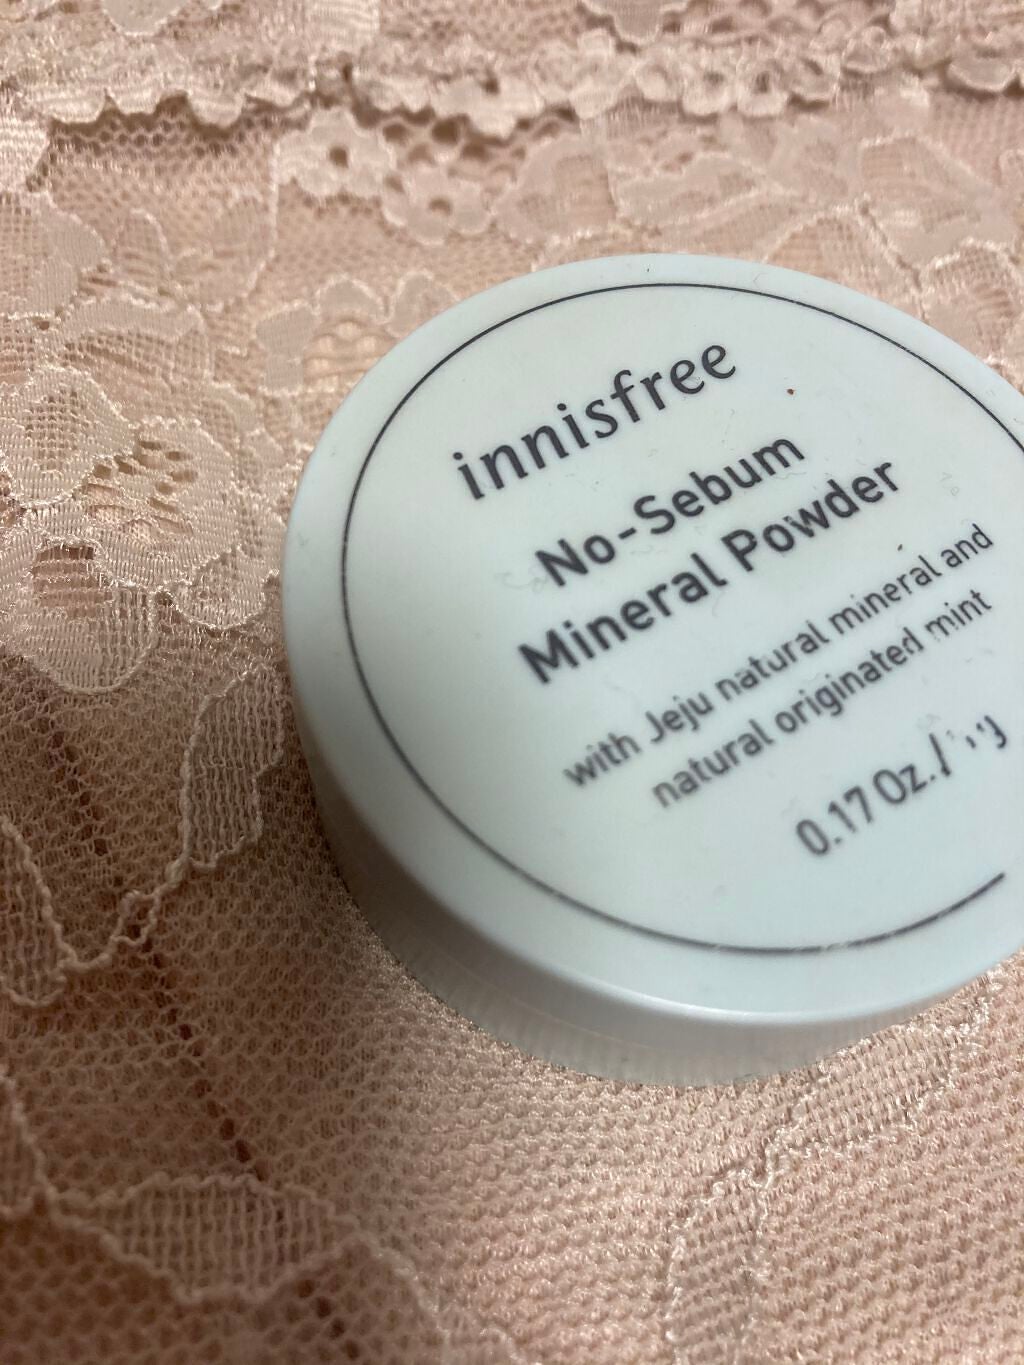 innisfree
No-Sebum
Mineral Powder
with Jeju natural mineral and
natural originated mint
0.17 Oz./